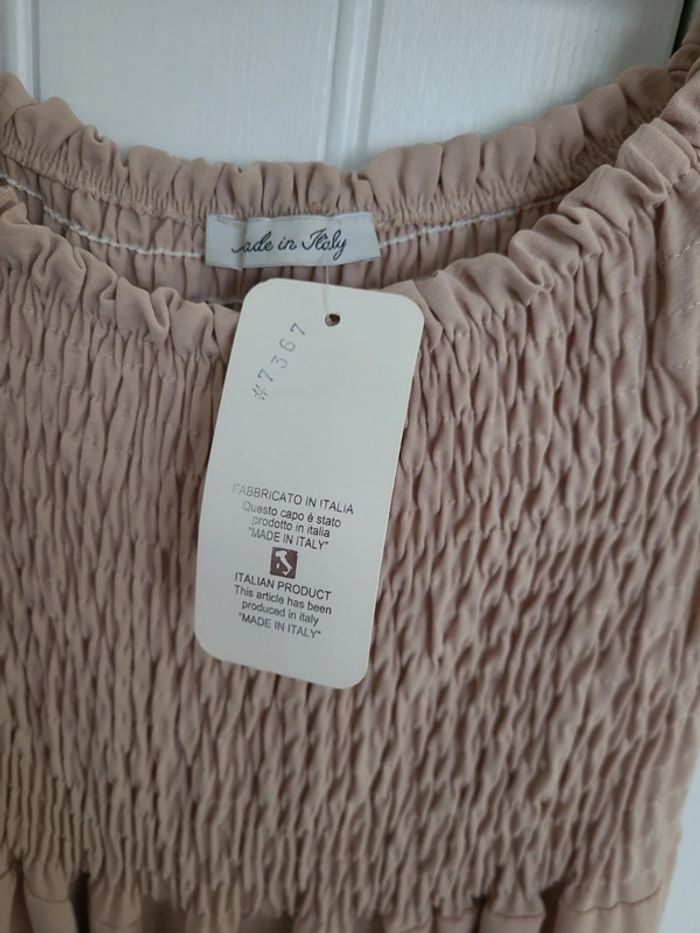 ade in Italy
#7367
FABBRICATO IN ITALIA
Questo capo è stato
prodotto in italia
"MADE IN ITALY"
ITALIAN PRODUCT
This article has been
produced in italy
"MADE IN ITALY"